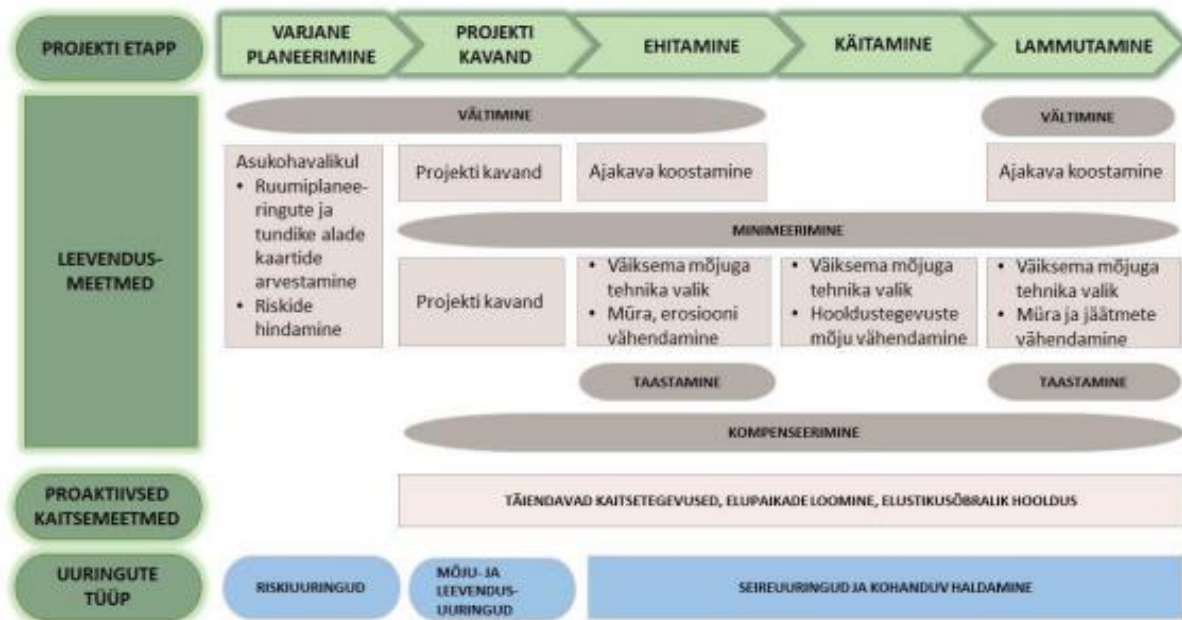 PROJEKTI ETAPP
VARJANE
PLANEERIMINE
PROJEKTI
KAVAND
EHITAMINE
KÄITAMINE
LAMMUTAMINE
LEEVENDUS-
MEETMED
VÄLTIMINE
VÄLTIMINE
Asukohavalikul
• Ruumiplanee-
ringute ja
tundike alade
kaartide
arvestamine
• Riskide
hindamine
Projekti kavand
Ajakava koostamine
Ajakava koostamine
MINIMEERIMINE
Projekti kavand
• Väiksema mõjuga
tehnika valik
• Müra, erosiooni
vähendamine
• Väiksema mõjuga
tehnika valik
• Hooldustegevuste
mõju vähendamine
• Väiksema mõjuga
tehnika valik
• Müra ja jäätmete
vähendamine
TAASTAMINE
TAASTAMINE
KOMPENSEERIMINE
PROAKTIIVSED
KAITSEMEETMED
TÄIENDAVAD KAITSETEGEVUSED, ELUPAIKADE LOOMINE, ELUSTIKUSÕBRALIK HOOLDUS
UURINGUTE
TÜÜP
RISKIUURINGUD
MÕJU- JA
LEEVENDUS-
UURINGUD
SEIREUURINGUD JA KOHANDUV HALDAMINE